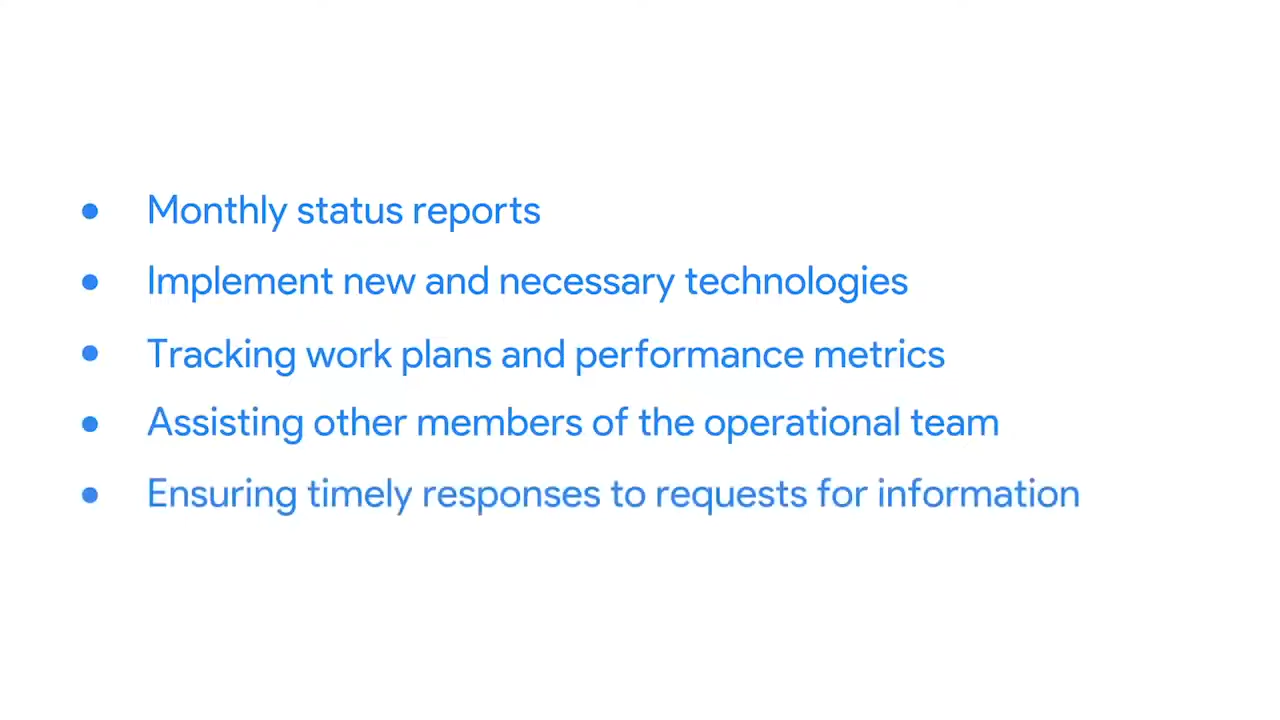 • Monthly status reports
• Implement new and necessary technologies
• Tracking work plans and performance metrics
• Assisting other members of the operational team
• Ensuring timely responses to requests for information